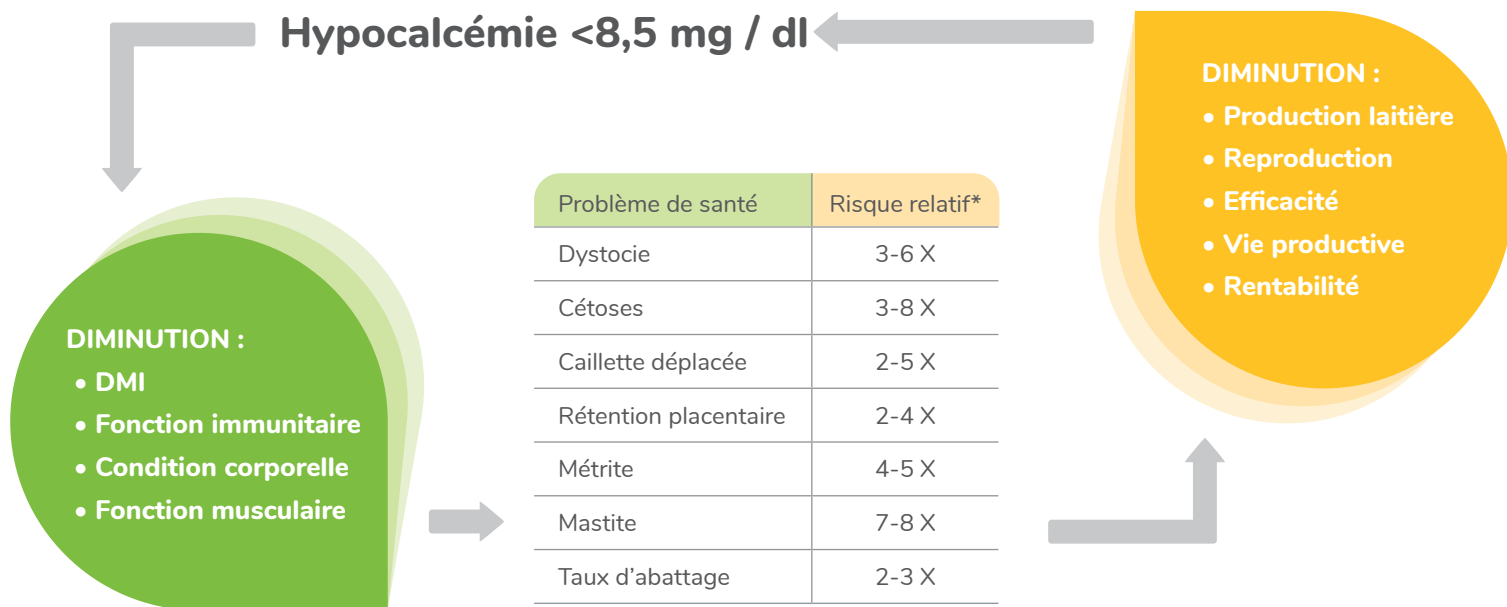 Hypocalcémie <8,5 mg / dl
DIMINUTION :
• DMI
• Fonction immunitaire
• Condition corporelle
• Fonction musculaire
Problème de santé Risque relatif*
Dystocie 3-6 X
Cétoses 3-8 X
Caillette déplacée 2-5 X
Rétention placentaire 2-4 X
Métrite 4-5 X
Mastite 7-8 X
Taux d’abattage 2-3 X
DIMINUTION :
• Production laitière
• Reproduction
• Efficacité
• Vie productive
• Rentabilité